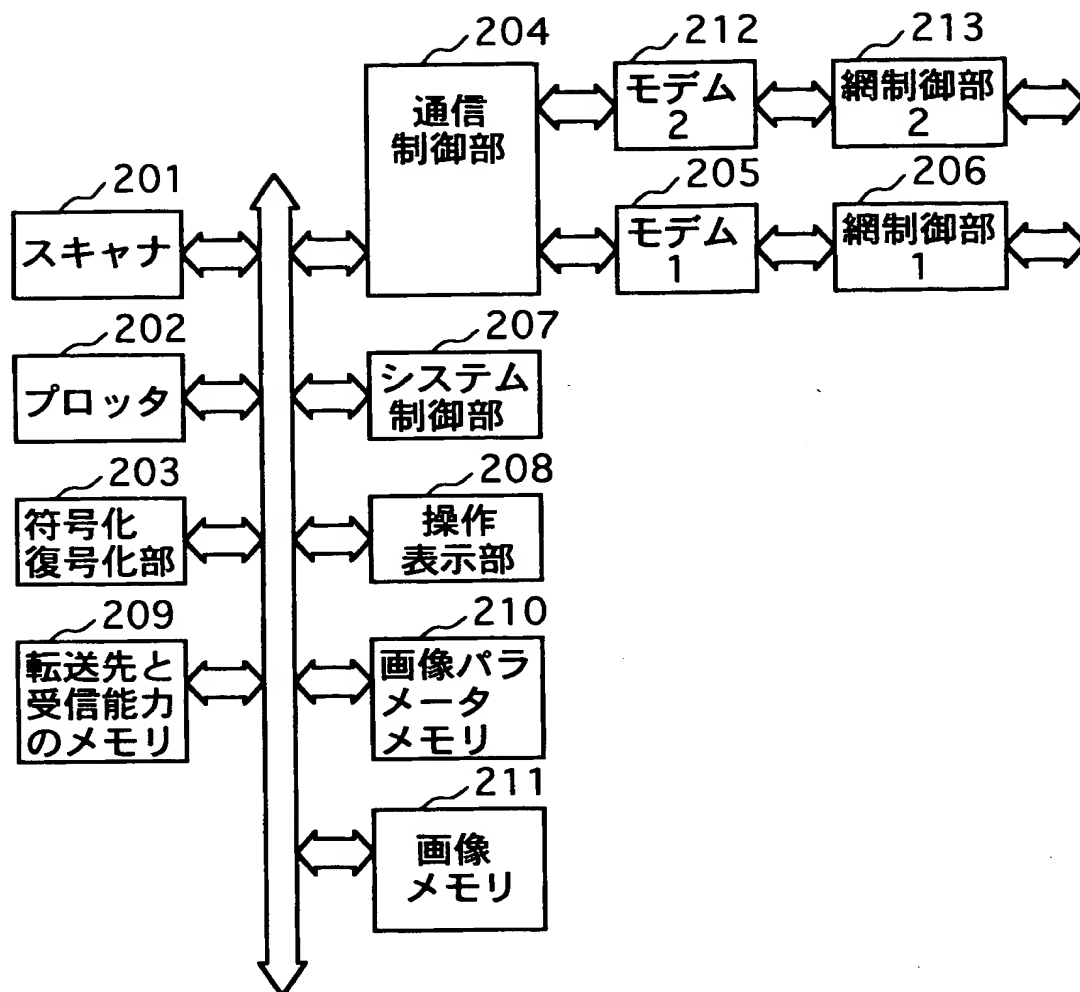 204
通信
制御部
212
モデム
2
213
網制御部
2
205
モデム
1
206
網制御部
1
201
スキャナ
202
プロッタ
207
システム
制御部
203
符号化
復号化部
208
操作
表示部
209
転送先と
受信能力
のメモリ
210
画像パラ
メータ
メモリ
211
画像
メモリ